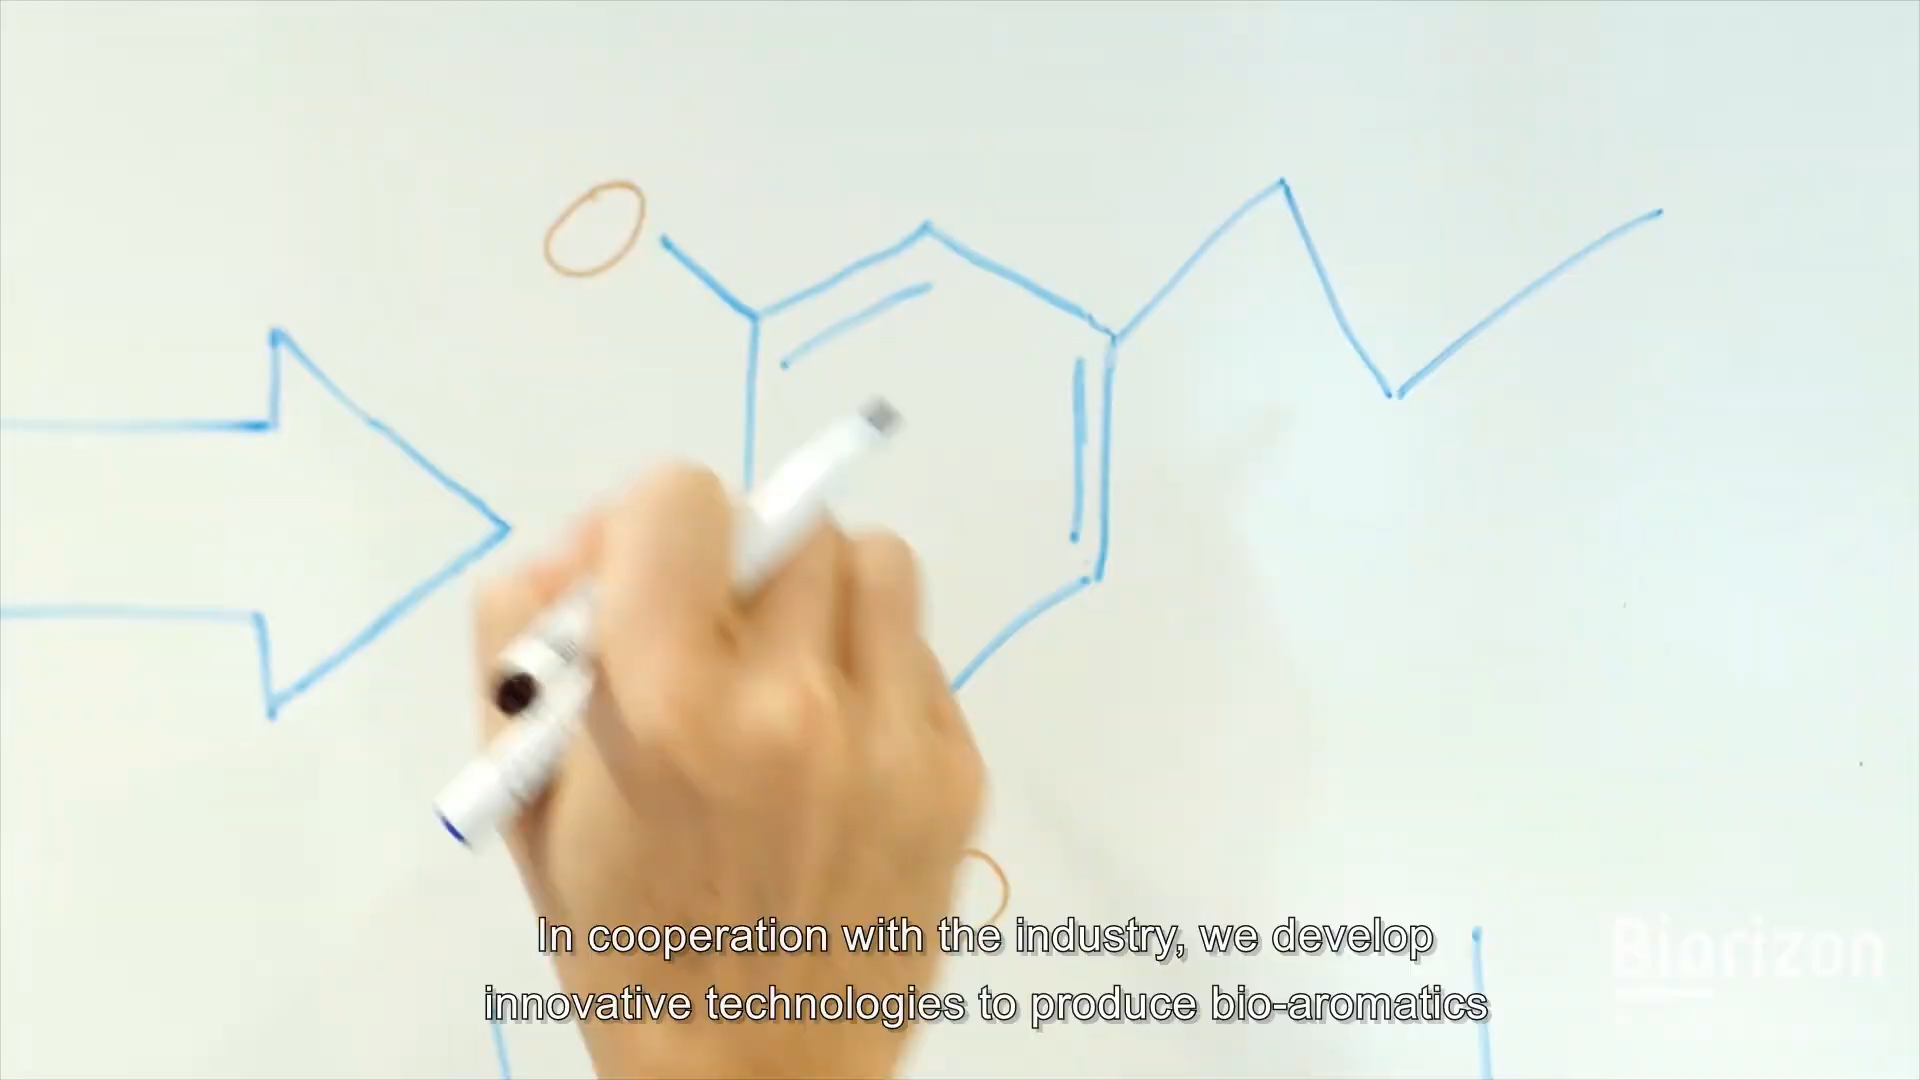 O
In cooperation with the industry, we develop
innovative technologies to produce bio-aromatics
Biorizon